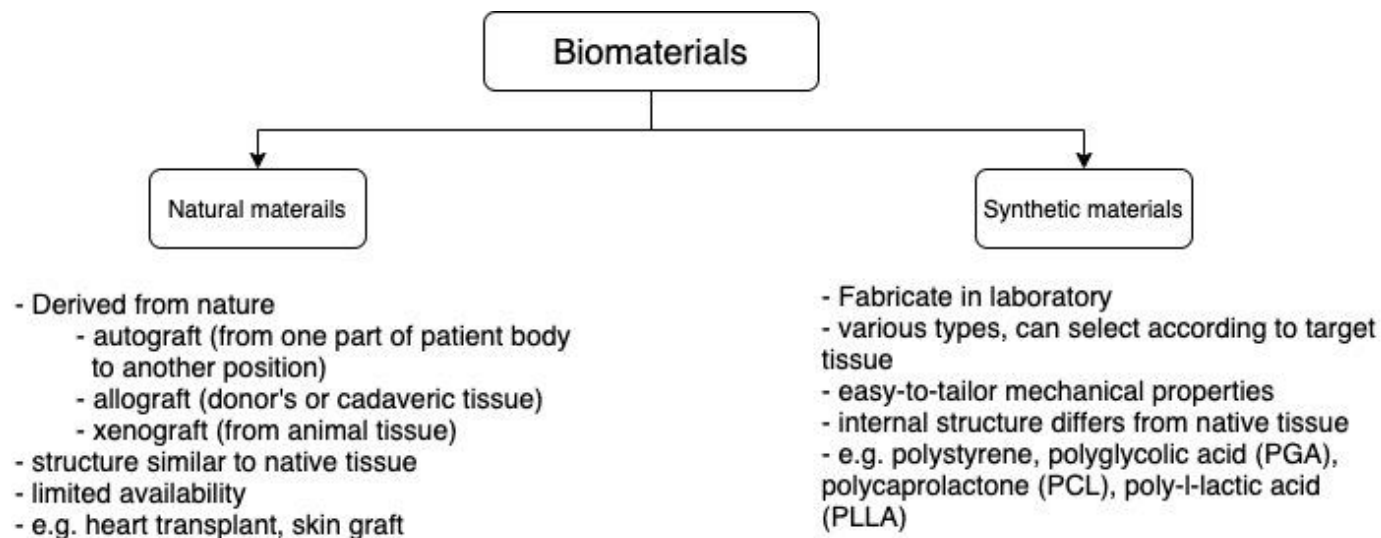 Biomaterials
Natural materails
Synthetic materials
- Derived from nature
- autograft (from one part of patient body
to another position)
- allograft (donor's or cadaveric tissue)
- xenograft (from animal tissue)
- structure similar to native tissue
- limited availability
- e.g. heart transplant, skin graft
- Fabricate in laboratory
- various types, can select according to target
tissue
- easy-to-tailor mechanical properties
- internal structure differs from native tissue
- e.g. polystyrene, polyglycolic acid (PGA),
polycaprolactone (PCL), poly-l-lactic acid
(PLLA)